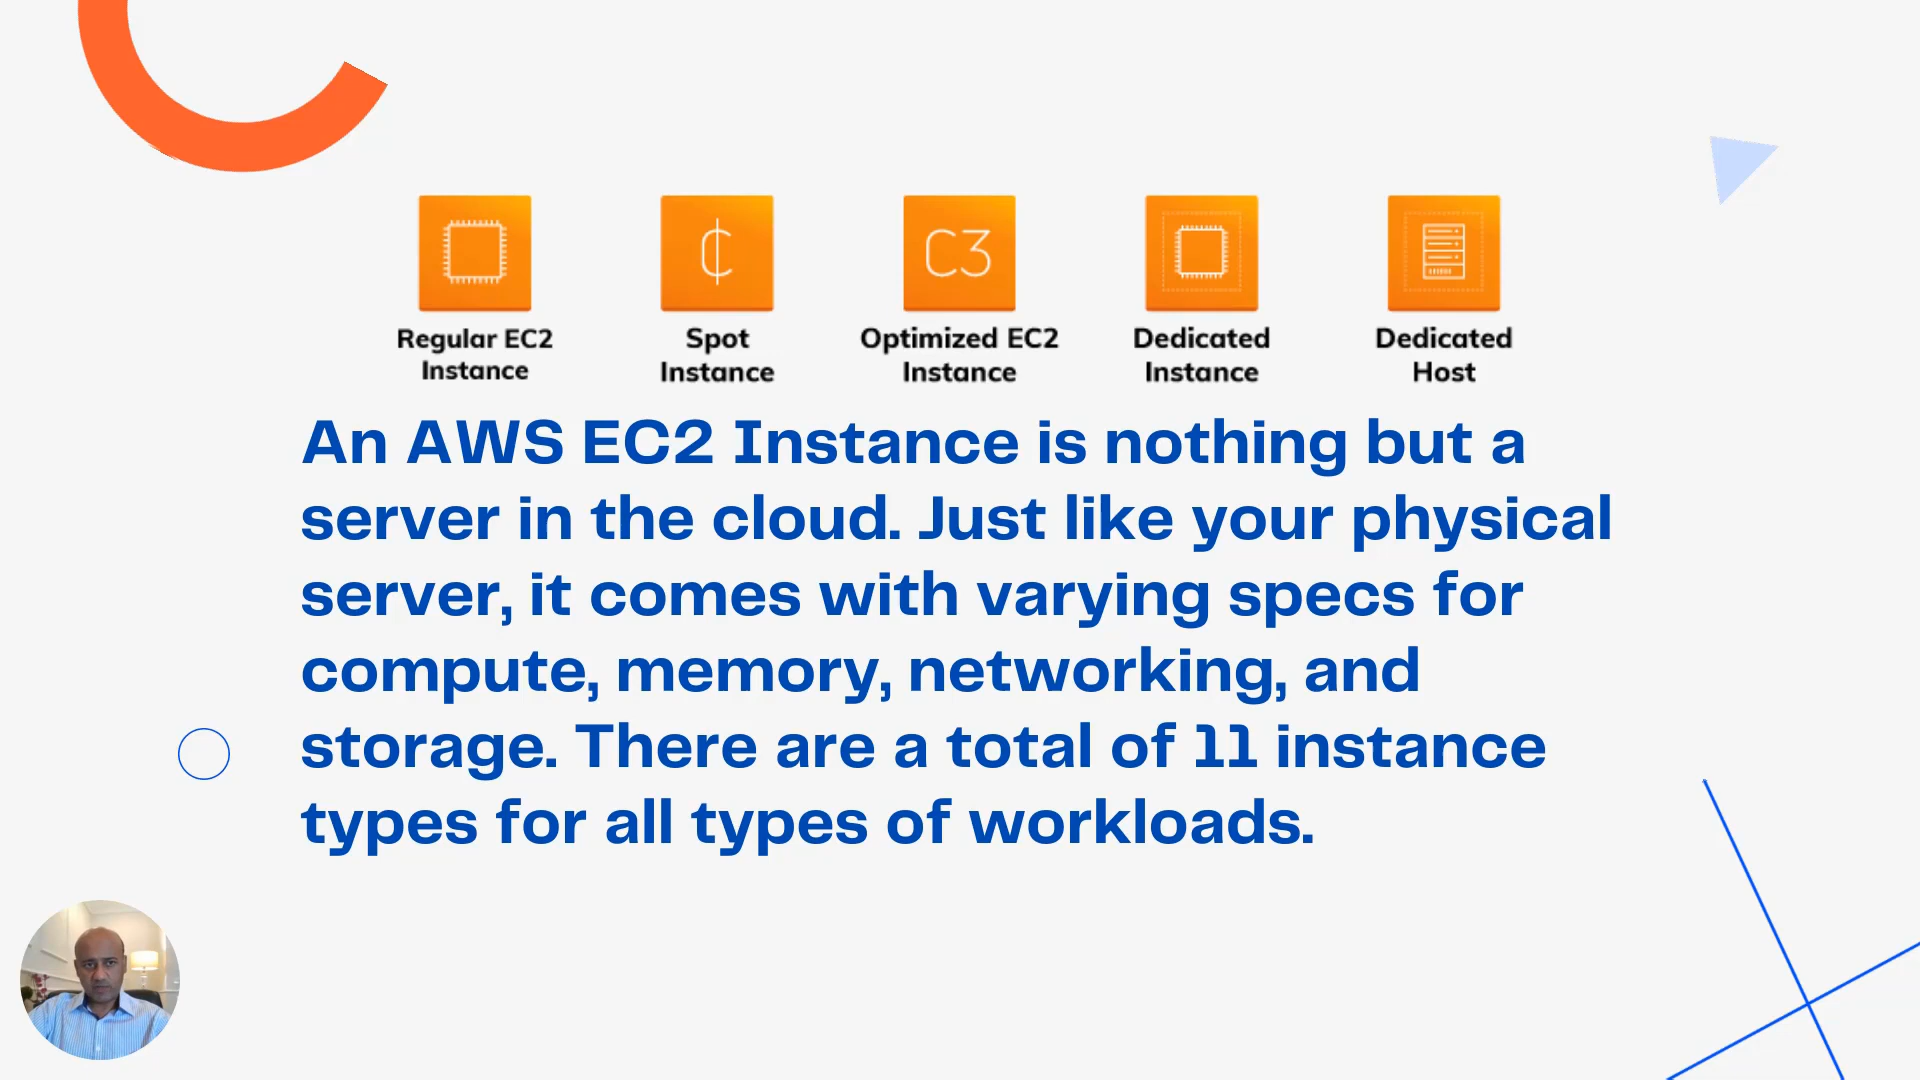 ¢
C3
Regular EC2
Instance
Spot
Instance
Optimized EC2
Instance
Dedicated
Instance
Dedicated
Host
An AWS EC2 Instance is nothing but a
server in the cloud. Just like your physical
server, it comes with varying specs for
compute, memory, networking, and
storage. There are a total of 11 instance
types for all types of workloads.